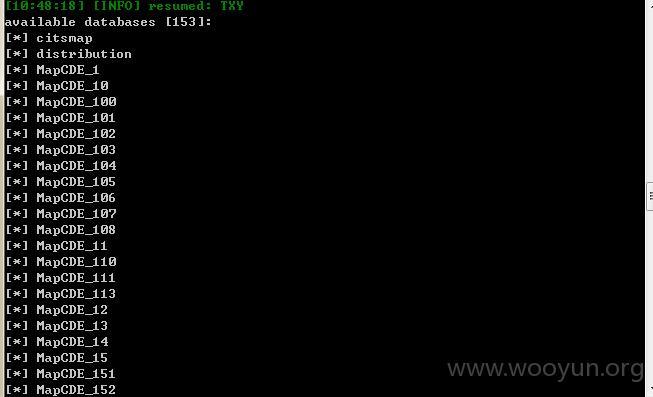 [10:48:18] [INFO] resumed: TXY
available databases [153]:
[*] citsmap
[*] distribution
[*] MapCDE_1
[*] MapCDE_10
[*] MapCDE_100
[*] MapCDE_101
[*] MapCDE_102
[*] MapCDE_103
[*] MapCDE_104
[*] MapCDE_105
[*] MapCDE_106
[*] MapCDE_107
[*] MapCDE_108
[*] MapCDE_11
[*] MapCDE_110
[*] MapCDE_111
[*] MapCDE_113
[*] MapCDE_12
[*] MapCDE_13
[*] MapCDE_14
[*] MapCDE_15
[*] MapCDE_151
[*] MapCDE_152
www.wooyun.org